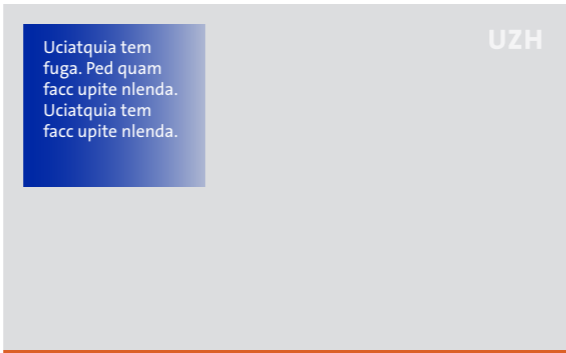 Uciatquia tem
fuga. Ped quam
facc upite nlenda.
Uciatquia tem
facc upite nlenda.
UZH